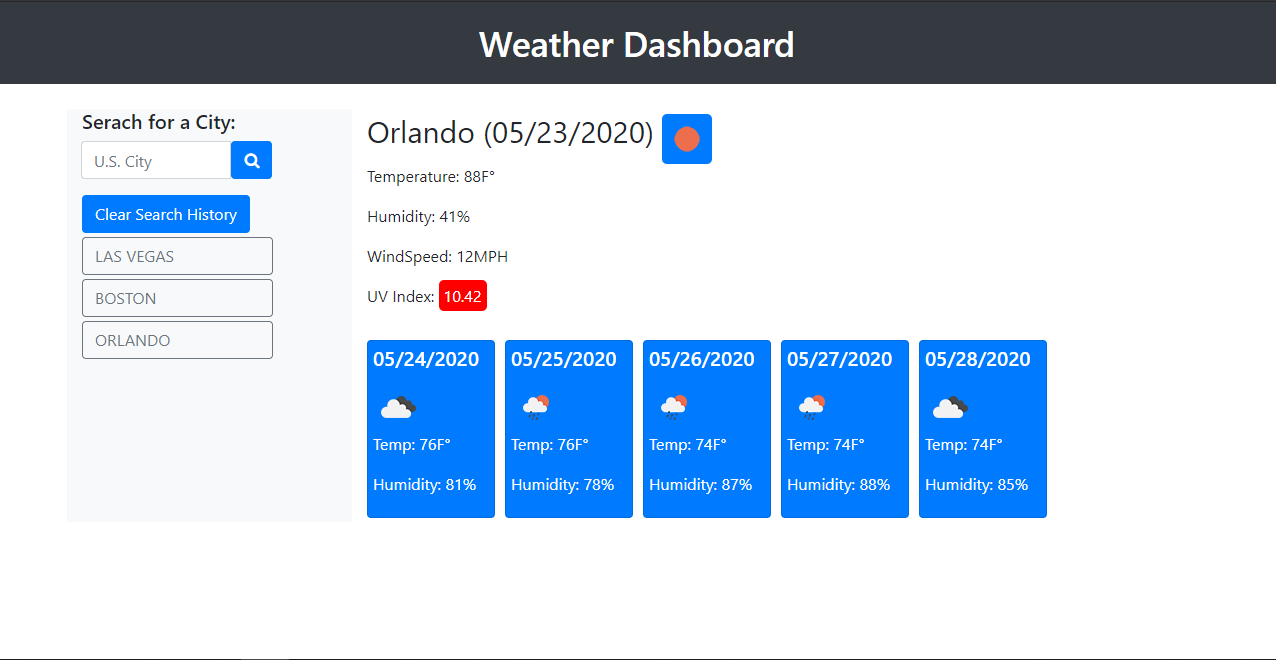 Weather Dashboard
Serach for a City:
U.S. City
Clear Search History
LAS VEGAS
BOSTON
ORLANDO
Orlando (05/23/2020)
Temperature: 88F°
Humidity: 41%
WindSpeed: 12MPH
UV Index: 10.42
05/24/2020
Temp: 76F°
Humidity: 81%
05/25/2020
Temp: 76F°
Humidity: 78%
05/26/2020
Temp: 74F°
Humidity: 87%
05/27/2020
Temp: 74F°
Humidity: 88%
05/28/2020
Temp: 74F°
Humidity: 85%